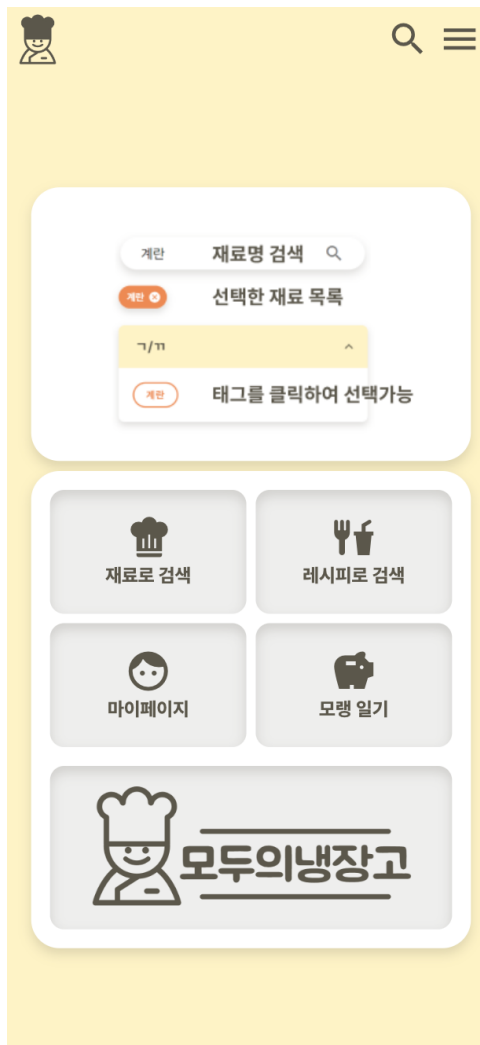 계란 재료명 검색
계란 선택한 재료 목록
ㄱ/ㄲ
계란 태그를 클릭하여 선택가능
재료로 검색
레시피로 검색
마이페이지
모랭 일기
모두의냉장고